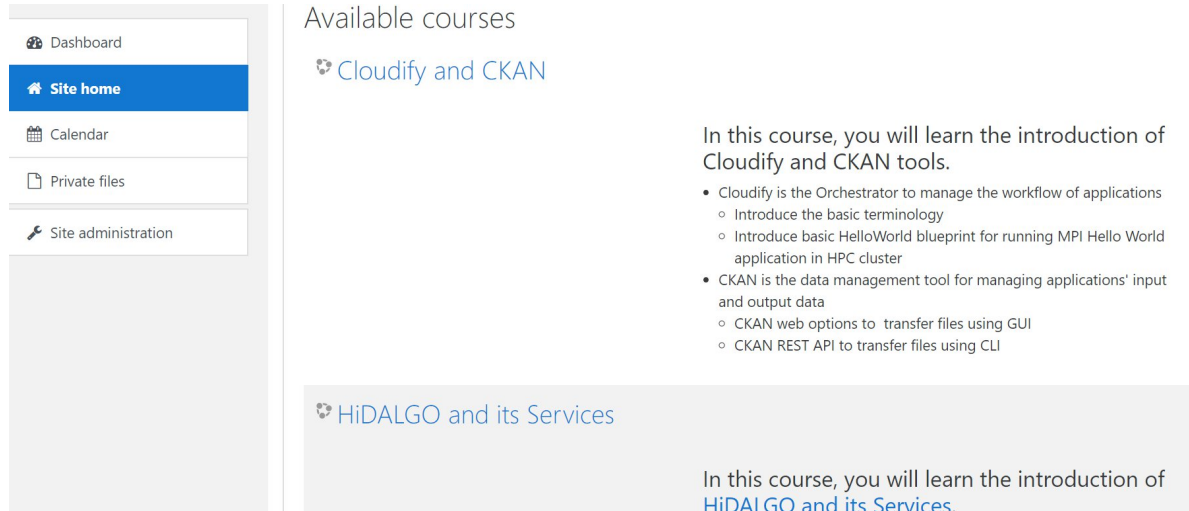 Dashboard
Site home
Calendar
Private files
Site administration
Available courses
Cloudify and CKAN
In this course, you will learn the introduction of
Cloudify and CKAN tools.
• Cloudify is the Orchestrator to manage the workflow of applications
◦ Introduce the basic terminology
◦ Introduce basic HelloWorld blueprint for running MPI Hello World
application in HPC cluster
• CKAN is the data management tool for managing applications' input
and output data
◦ CKAN web options to transfer files using GUI
◦ CKAN REST API to transfer files using CLI
HiDALGO and its Services
In this course, you will learn the introduction of
HiDALGO and its Services.